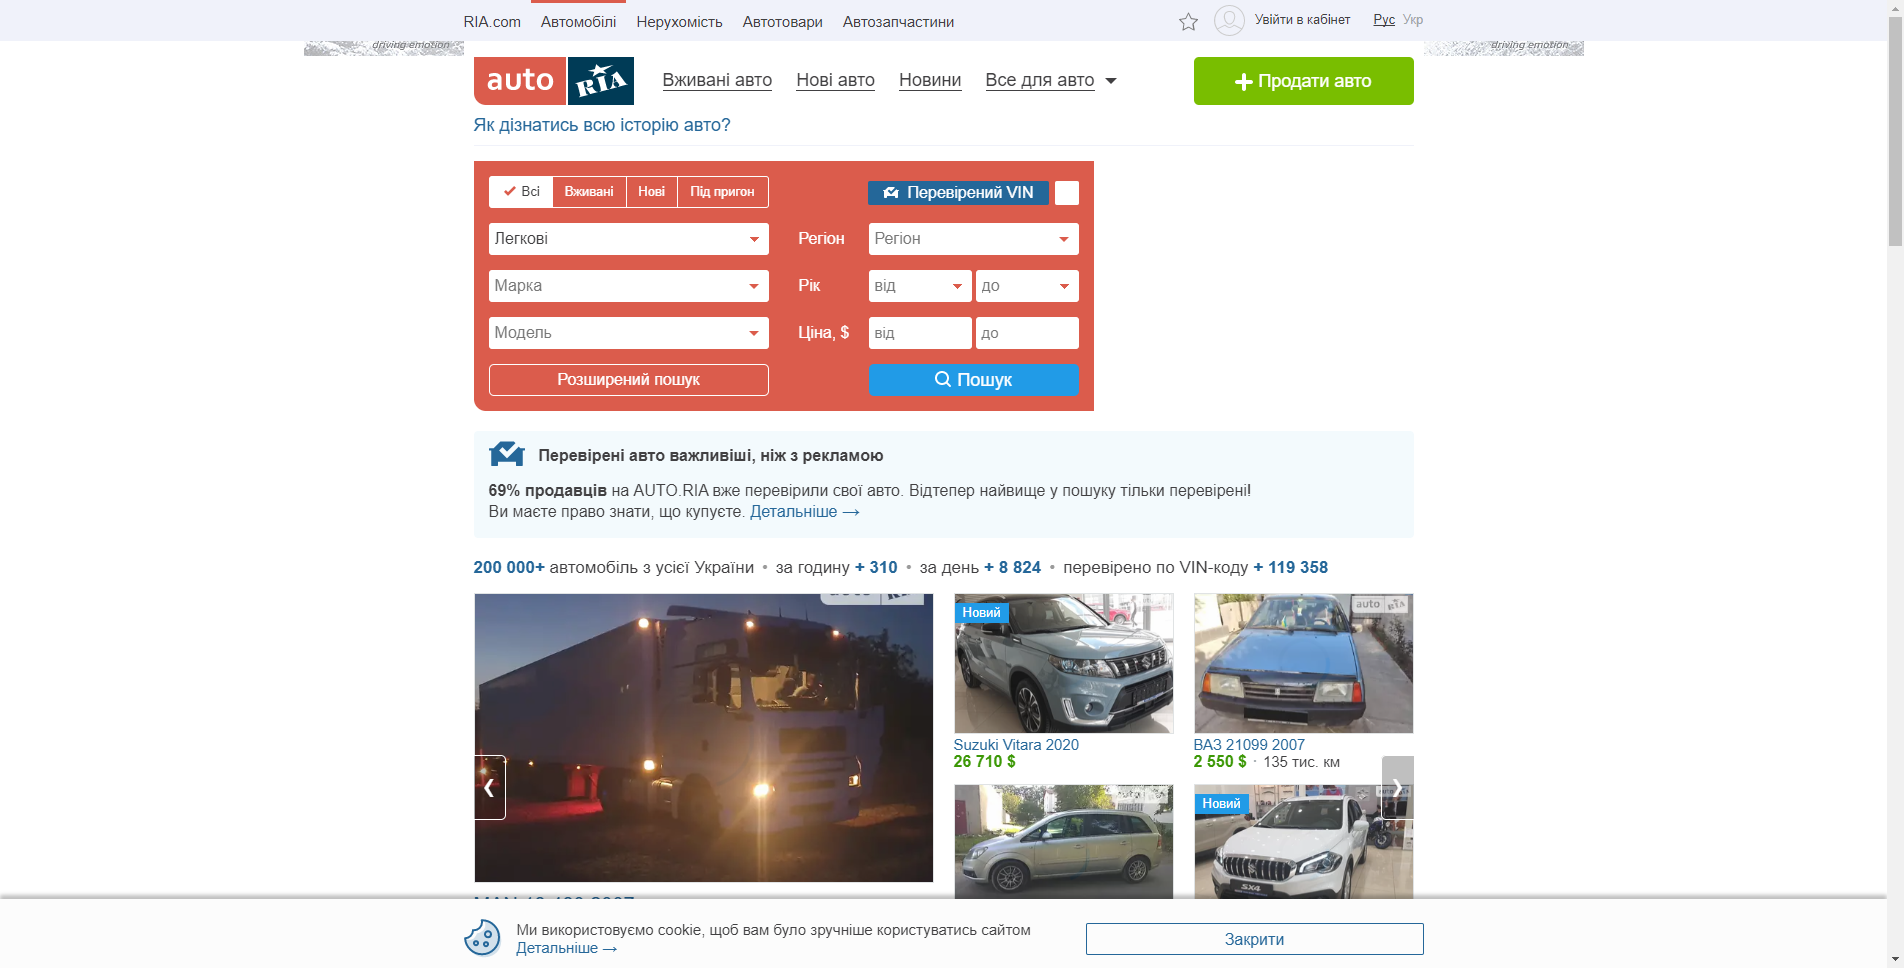 RIA.com Автомобілі Нерухомість Автотовари Автозапчастини Увійти в кабінет Рус Укр
driving emotion driving emotion
auto RIA Вживані авто Нові авто Новини Все для авто Продати авто
Як дізнатись всю історію авто?
Всі Вживані Нові Під пригон Перевірений VIN
Легкові Регіон Регіон
Марка Рік від до
Модель Ціна, $ від до
Розширений пошук Пошук
Перевірені авто важливіші, ніж з рекламою
69% продавців на AUTO.RIA вже перевірили свої авто. Відтепер найвище у пошуку тільки перевірені!
Ви маєте право знати, що купуєте. Детальніше →
200 000+ автомобіль з усієї України • за годину + 310 • за день + 8 824 • перевірено по VIN-коду + 119 358
Новий auto RIA
Suzuki Vitara 2020 ВАЗ 21099 2007
26 710 $ 2 550 $ · 135 тис. км
Новий
SX4
Ми використовуємо cookie, щоб вам було зручніше користуватись сайтом
Детальніше →
Закрити